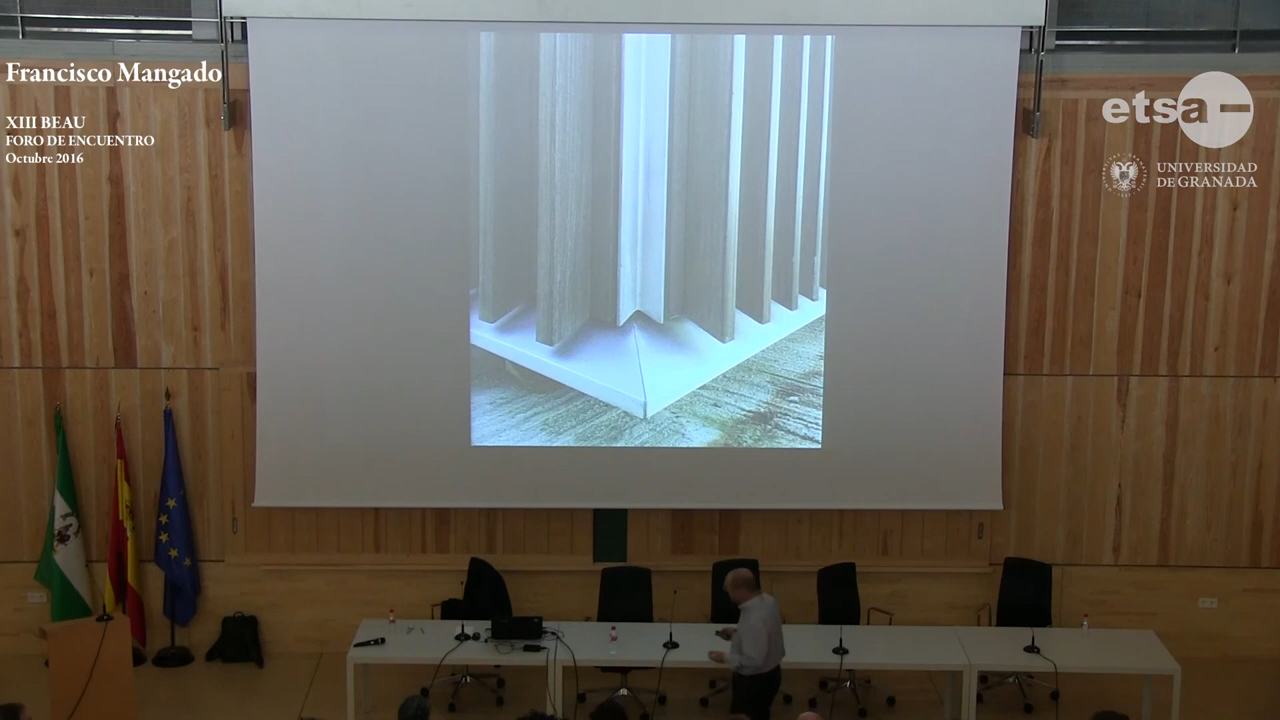 Francisco Mangado
XIII BEAU
FORO DE ENCUENTRO
Octubre 2016
etsa
UNIVERSIDAD
DE GRANADA